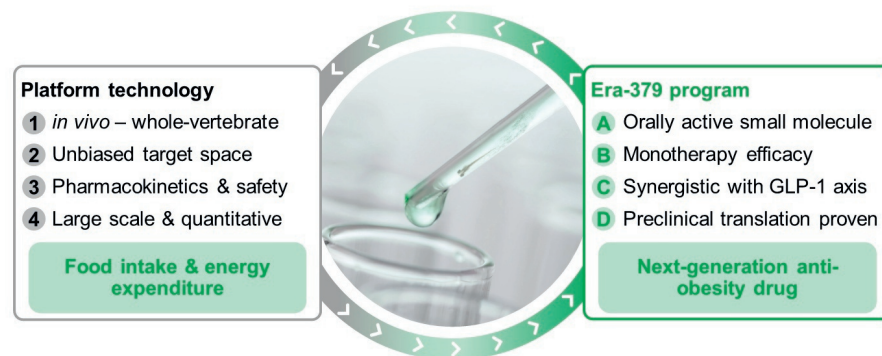 Platform technology
1 in vivo – whole-vertebrate
2 Unbiased target space
3 Pharmacokinetics & safety
4 Large scale & quantitative
Food intake & energy
expenditure
Era-379 program
A Orally active small molecule
B Monotherapy efficacy
C Synergistic with GLP-1 axis
D Preclinical translation proven
Next-generation anti-
obesity drug